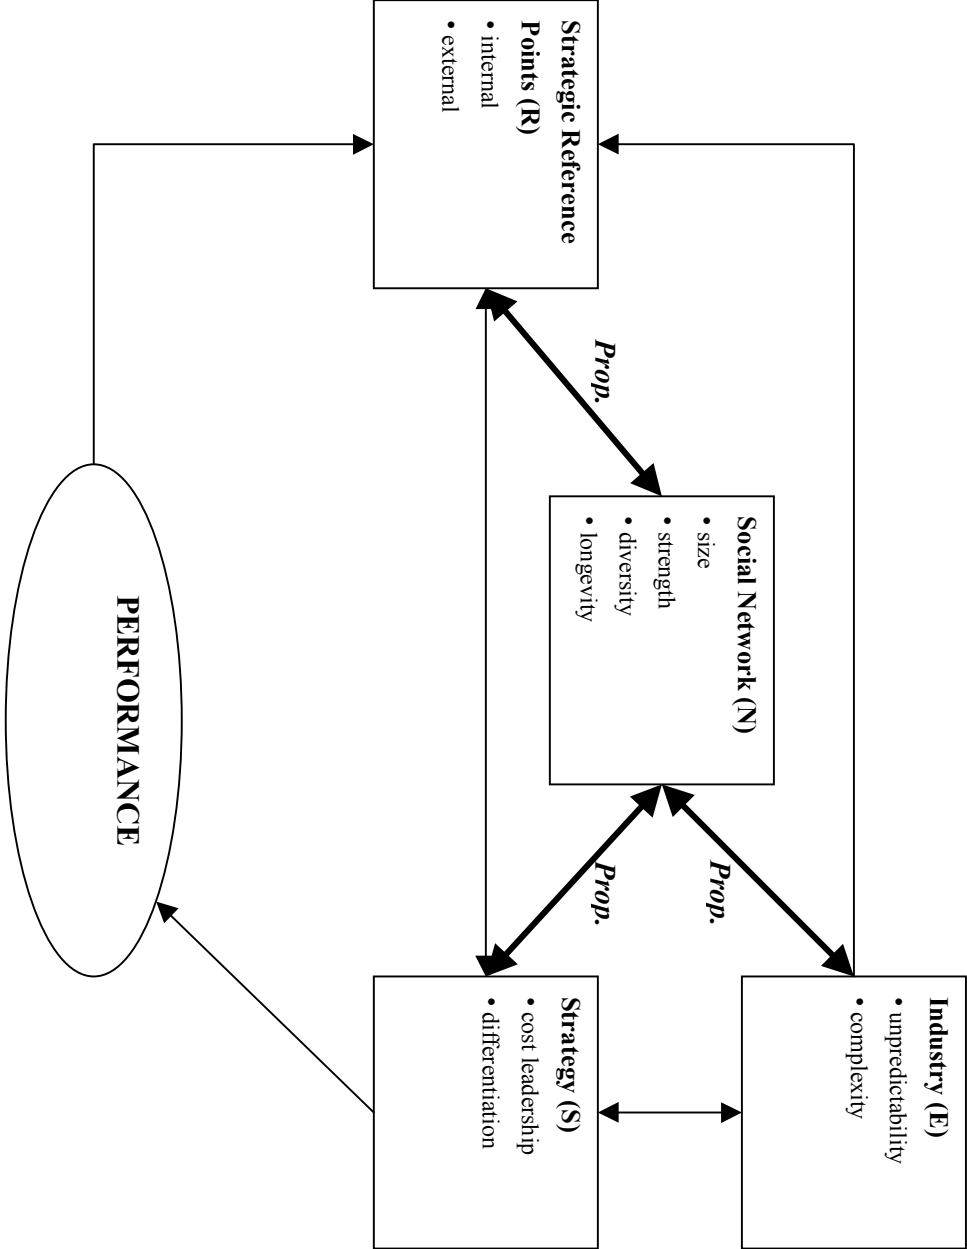 Strategic Reference
Points (R)
• internal
• external
Prop.
Social Network (N)
• size
• strength
• diversity
• longevity
Prop.
Prop.
Industry (E)
• unpredictability
• complexity
Strategy (S)
• cost leadership
• differentiation
PERFORMANCE